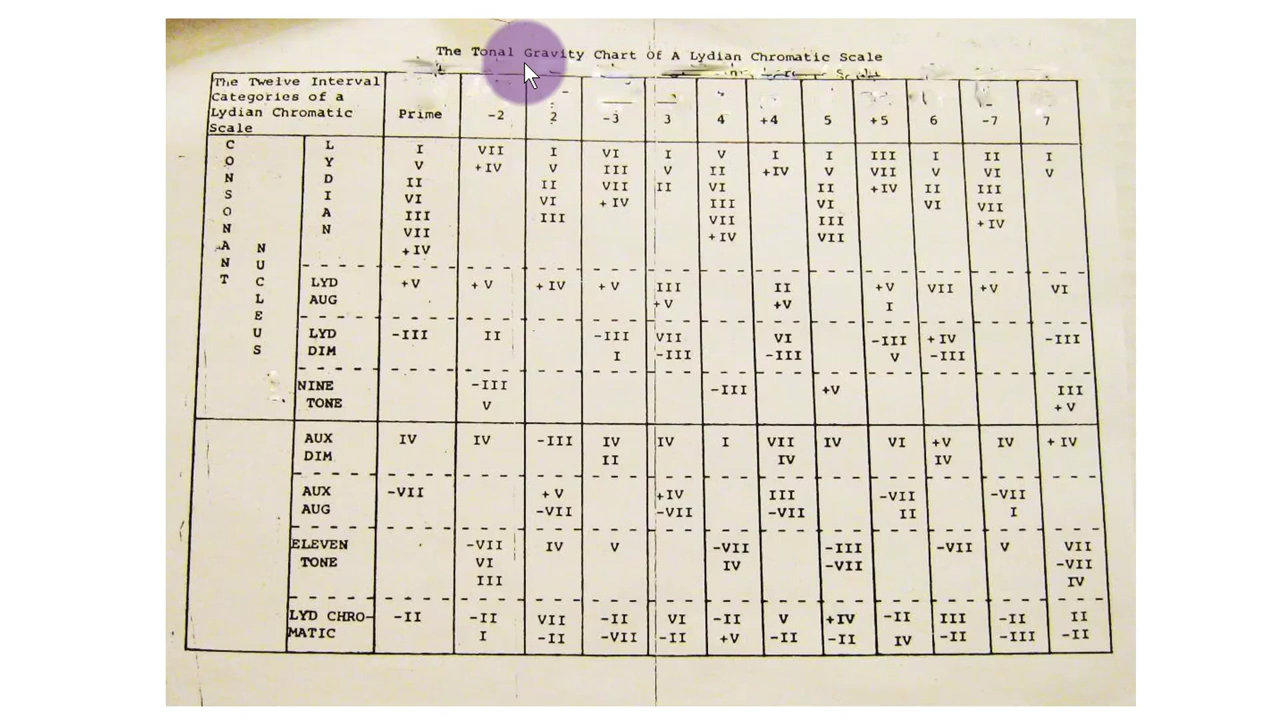 The Tonal Gravity Chart of A Lydian Chromatic Scale
The Twelve Interval
Categories of a
Lydian Chromatic
Scale
Prime -2 2 -3 3 4 +4 5 +5 6 -7 7
C L I VII I VI I V I I III I II I
O Y V +IV V III V II +IV V VII V VI V
N D II II VII II VI II +IV II III
S I VI VI +IV III VI VI VII
O A III III VII III +IV
N N VII +IV VII
A N +IV
N U
T C LYD +V +V +IV +V III II +V VII +V VI
L AUG +V +V I
E
U LYD -III II -III VII VI -III +IV -III
S DIM I -III -III V -III
NINE -III -III +V III
TONE V +V
AUX IV IV -III IV IV I VII IV VI +V IV +IV
DIM II IV IV
AUX -VII +V +IV III -VII -VII
AUG -VII -VII -VII II I
ELEVEN -VII IV V -VII -III -VII V VII
TONE VI IV -VII -VII
III IV
LYD CHRO- -II -II VII -II VI -II V +IV -II III -II II
MATIC I -II -VII -II +V -II -II IV -II -III -II